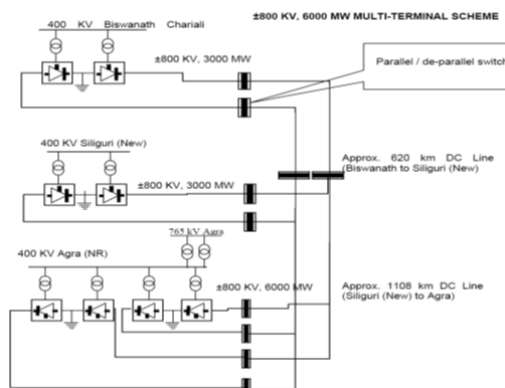 400 KV Biswanath Chariali
±800 KV, 6000 MW MULTI-TERMINAL SCHEME
±800 KV, 3000 MW
Parallel / de-parallel switch
400 KV Siliguri (New)
Approx. 620 km DC Line
(Biswanath to Siliguri (New)
±800 KV, 3000 MW
765 kV Agra
400 KV Agra (NR)
±800 KV, 6000 MW
Approx. 1108 km DC Line
(Siliguri (New) to Agra)